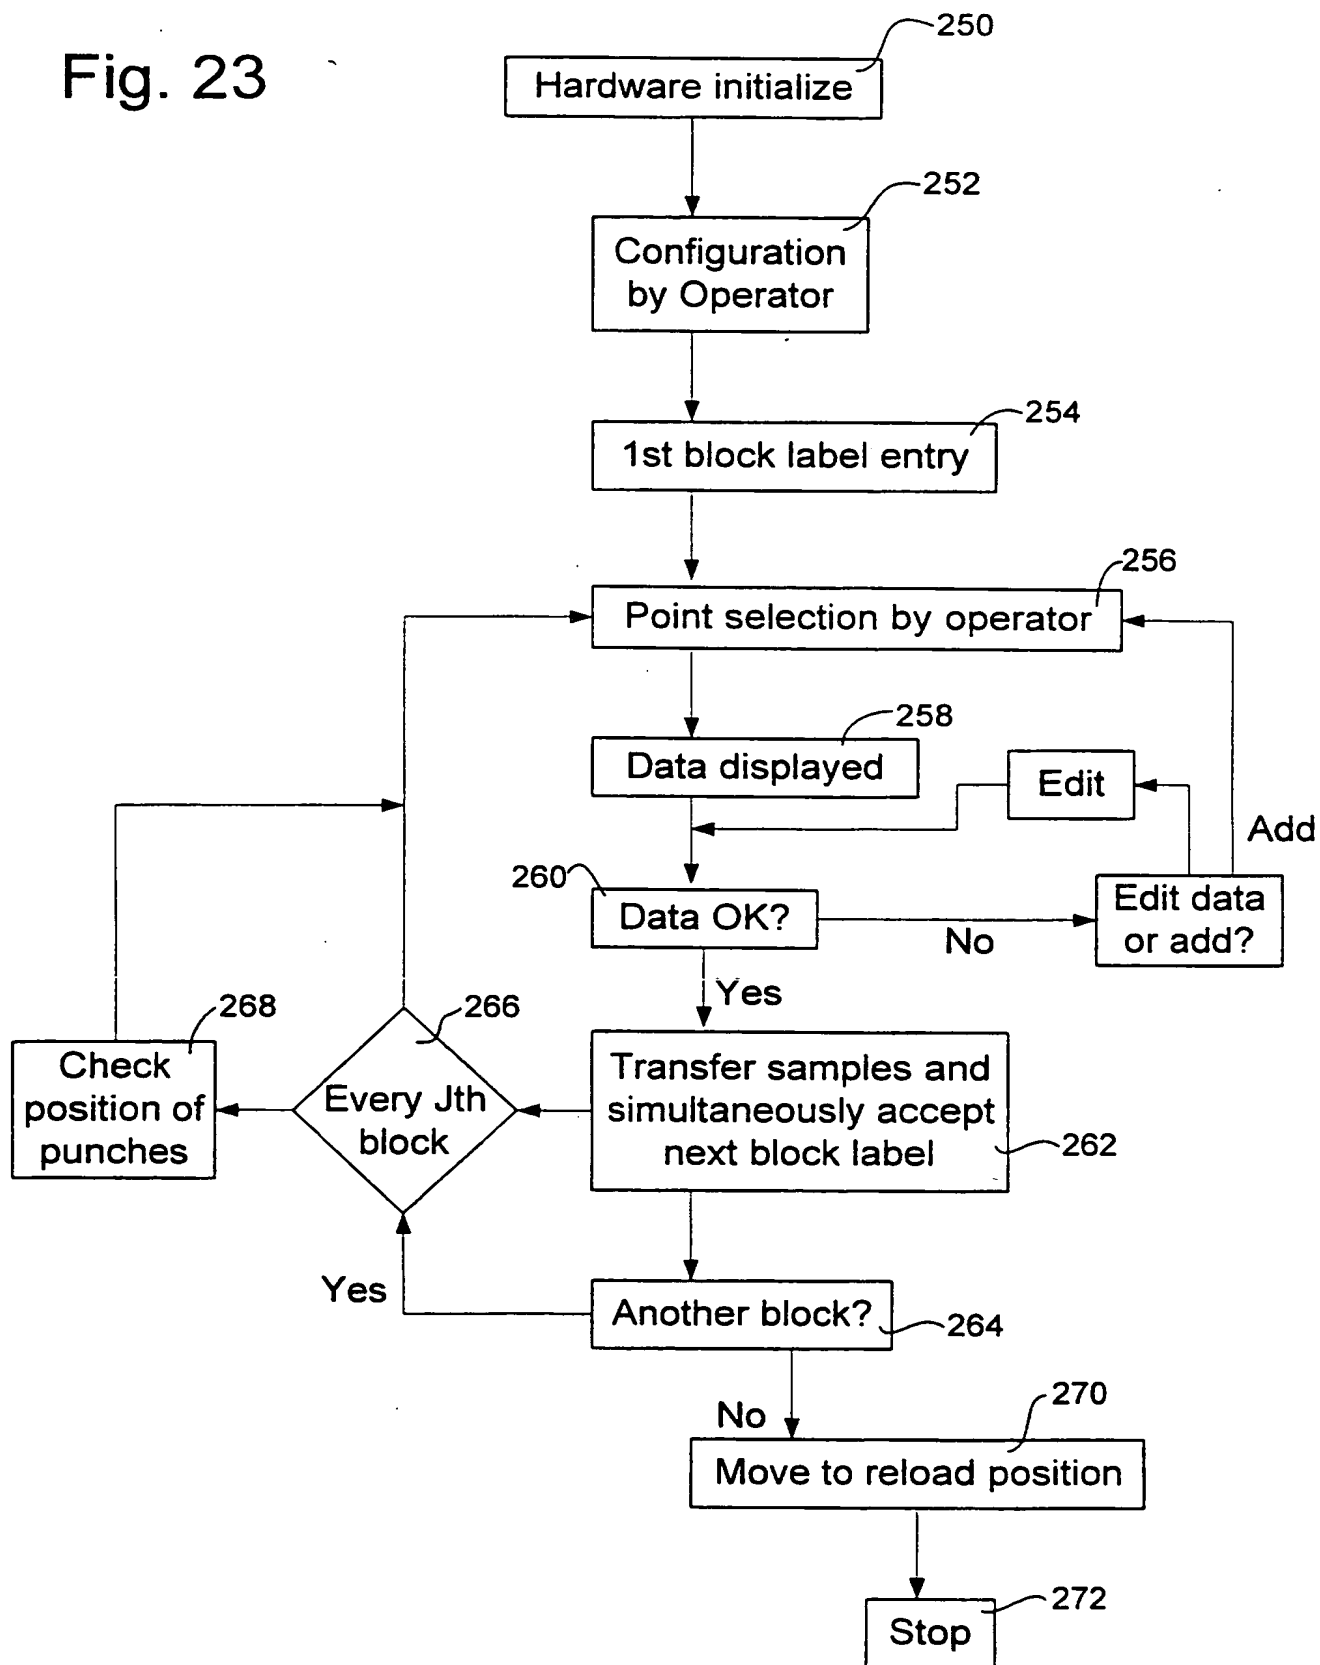 Fig. 23
250
Hardware initialize
252
Configuration
by Operator
254
1st block label entry
256
Point selection by operator
258
Data displayed
Edit
Add
260
Data OK?
No
Edit data
or add?
Yes
268
266
Check
position of
punches
Every Jth
block
Transfer samples and
simultaneously accept
next block label
262
Yes
Another block?
264
No
270
Move to reload position
272
Stop